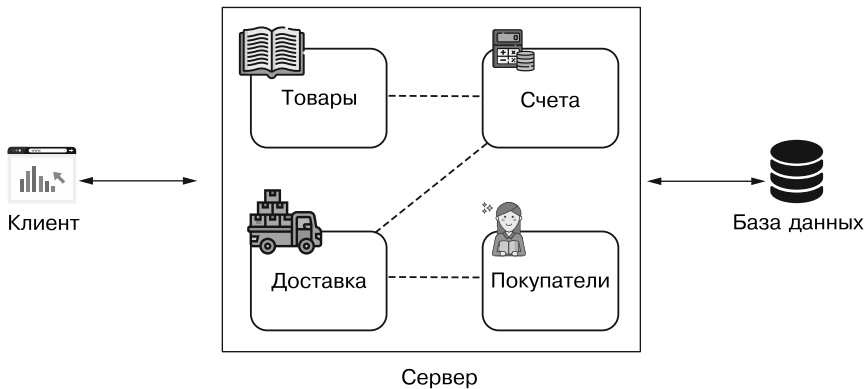 Товары
Счета
Клиент
База данных
Доставка
Покупатели
Сервер